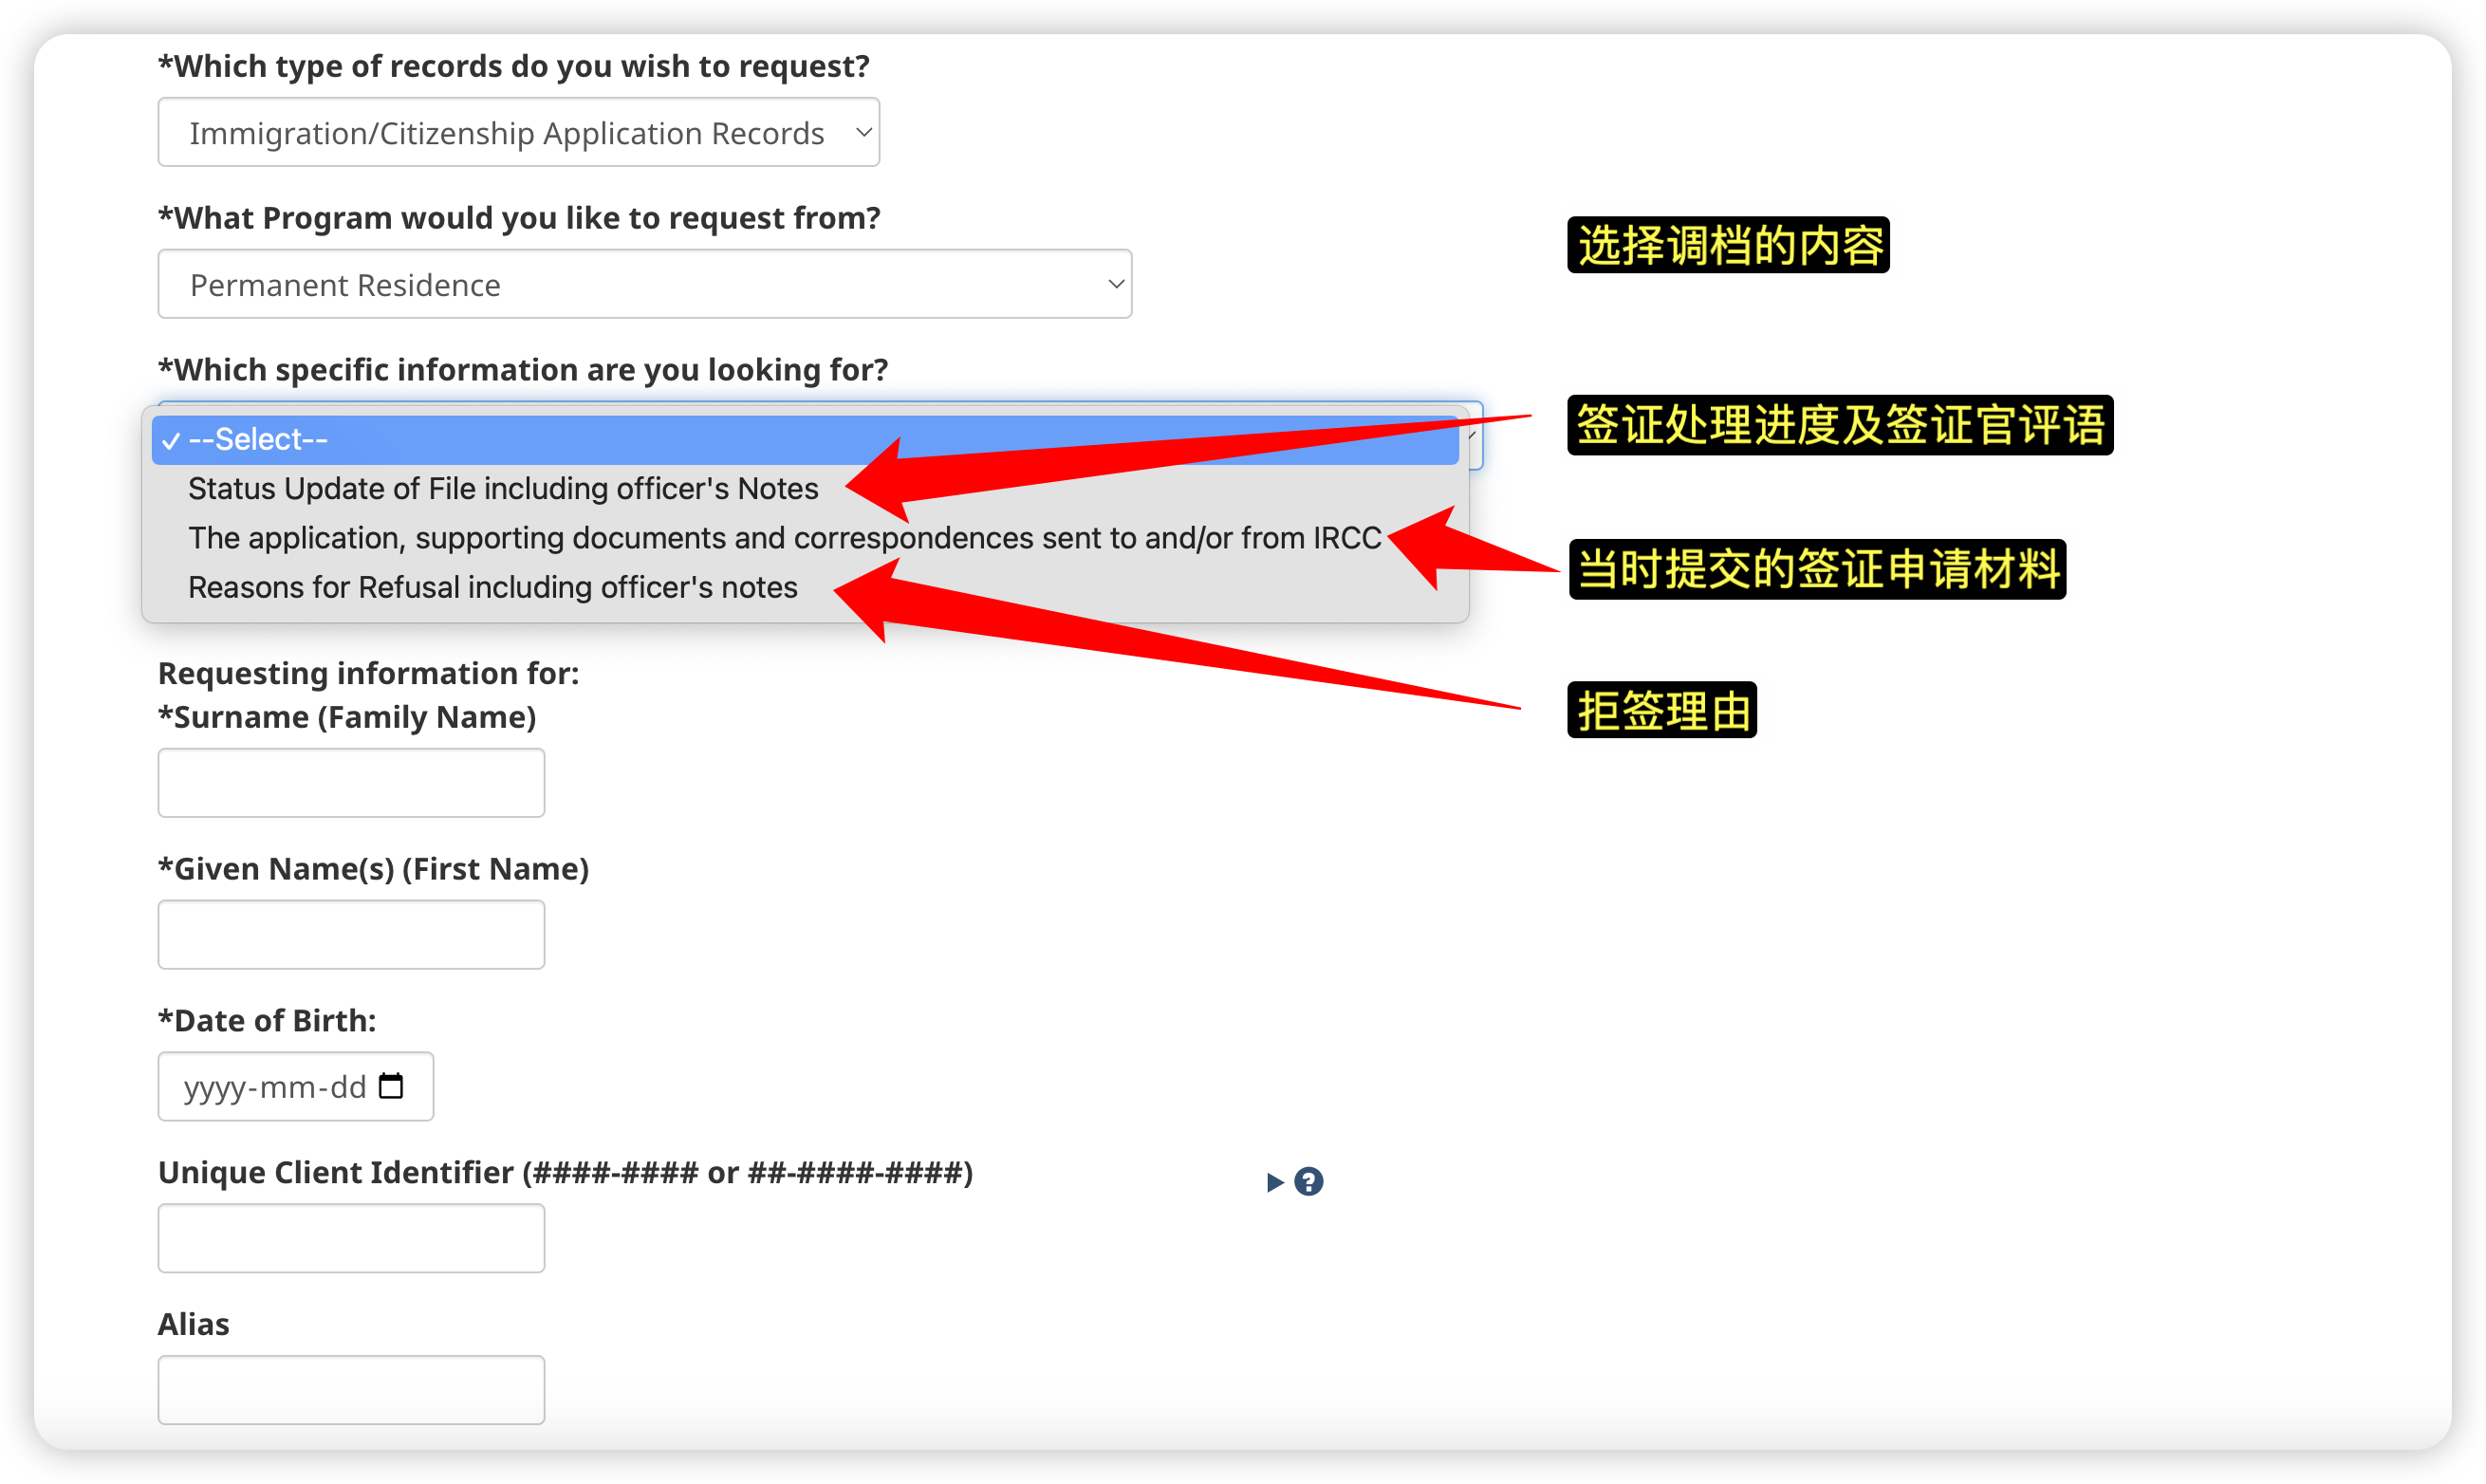 *Which type of records do you wish to request?
Immigration/Citizenship Application Records
*What Program would you like to request from?
选择调档的内容
Permanent Residence
*Which specific information are you looking for?
--Select--
签证处理进度及签证官评语
Status Update of File including officer's Notes
The application, supporting documents and correspondences sent to and/or from IRCC
当时提交的签证申请材料
Reasons for Refusal including officer's notes
Requesting information for:
拒签理由
*Surname (Family Name)
*Given Name(s) (First Name)
*Date of Birth:
yyyy-mm-dd
Unique Client Identifier (####-#### or ##-####-####)
Alias